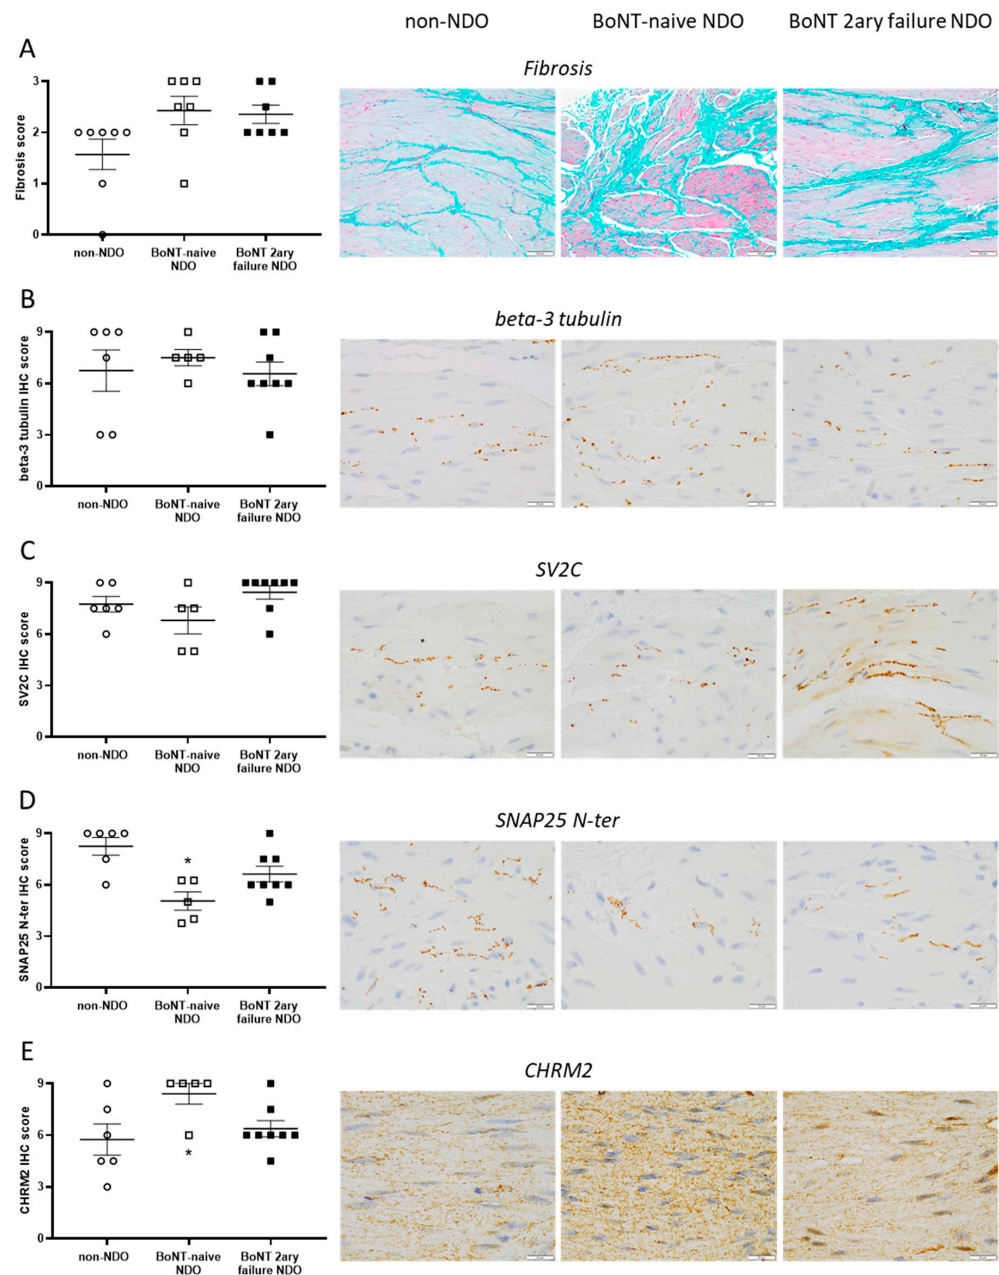 non-NDO BoNT-naive NDO BoNT 2ary failure NDO
A
Fibrosis
Fibrosis score
3
2
1
0
non-NDO BoNT-naive BoNT 2ary
NDO failure NDO
B
beta-3 tubulin
beta-3 tubulin IHC score
9
6
3
0
non-NDO BoNT-naive BoNT 2ary
NDO failure NDO
C
SV2C
SV2C IHC score
9
6
3
0
non-NDO BoNT-naive BoNT 2ary
NDO failure NDO
D
SNAP25 N-ter
SNAP25 N-ter IHC score
9
*
6
3
0
non-NDO BoNT-naive BoNT 2ary
NDO failure NDO
E
CHRM2
CHRM2 IHC score
9
6
*
3
0
non-NDO BoNT-naive BoNT 2ary
NDO failure NDO